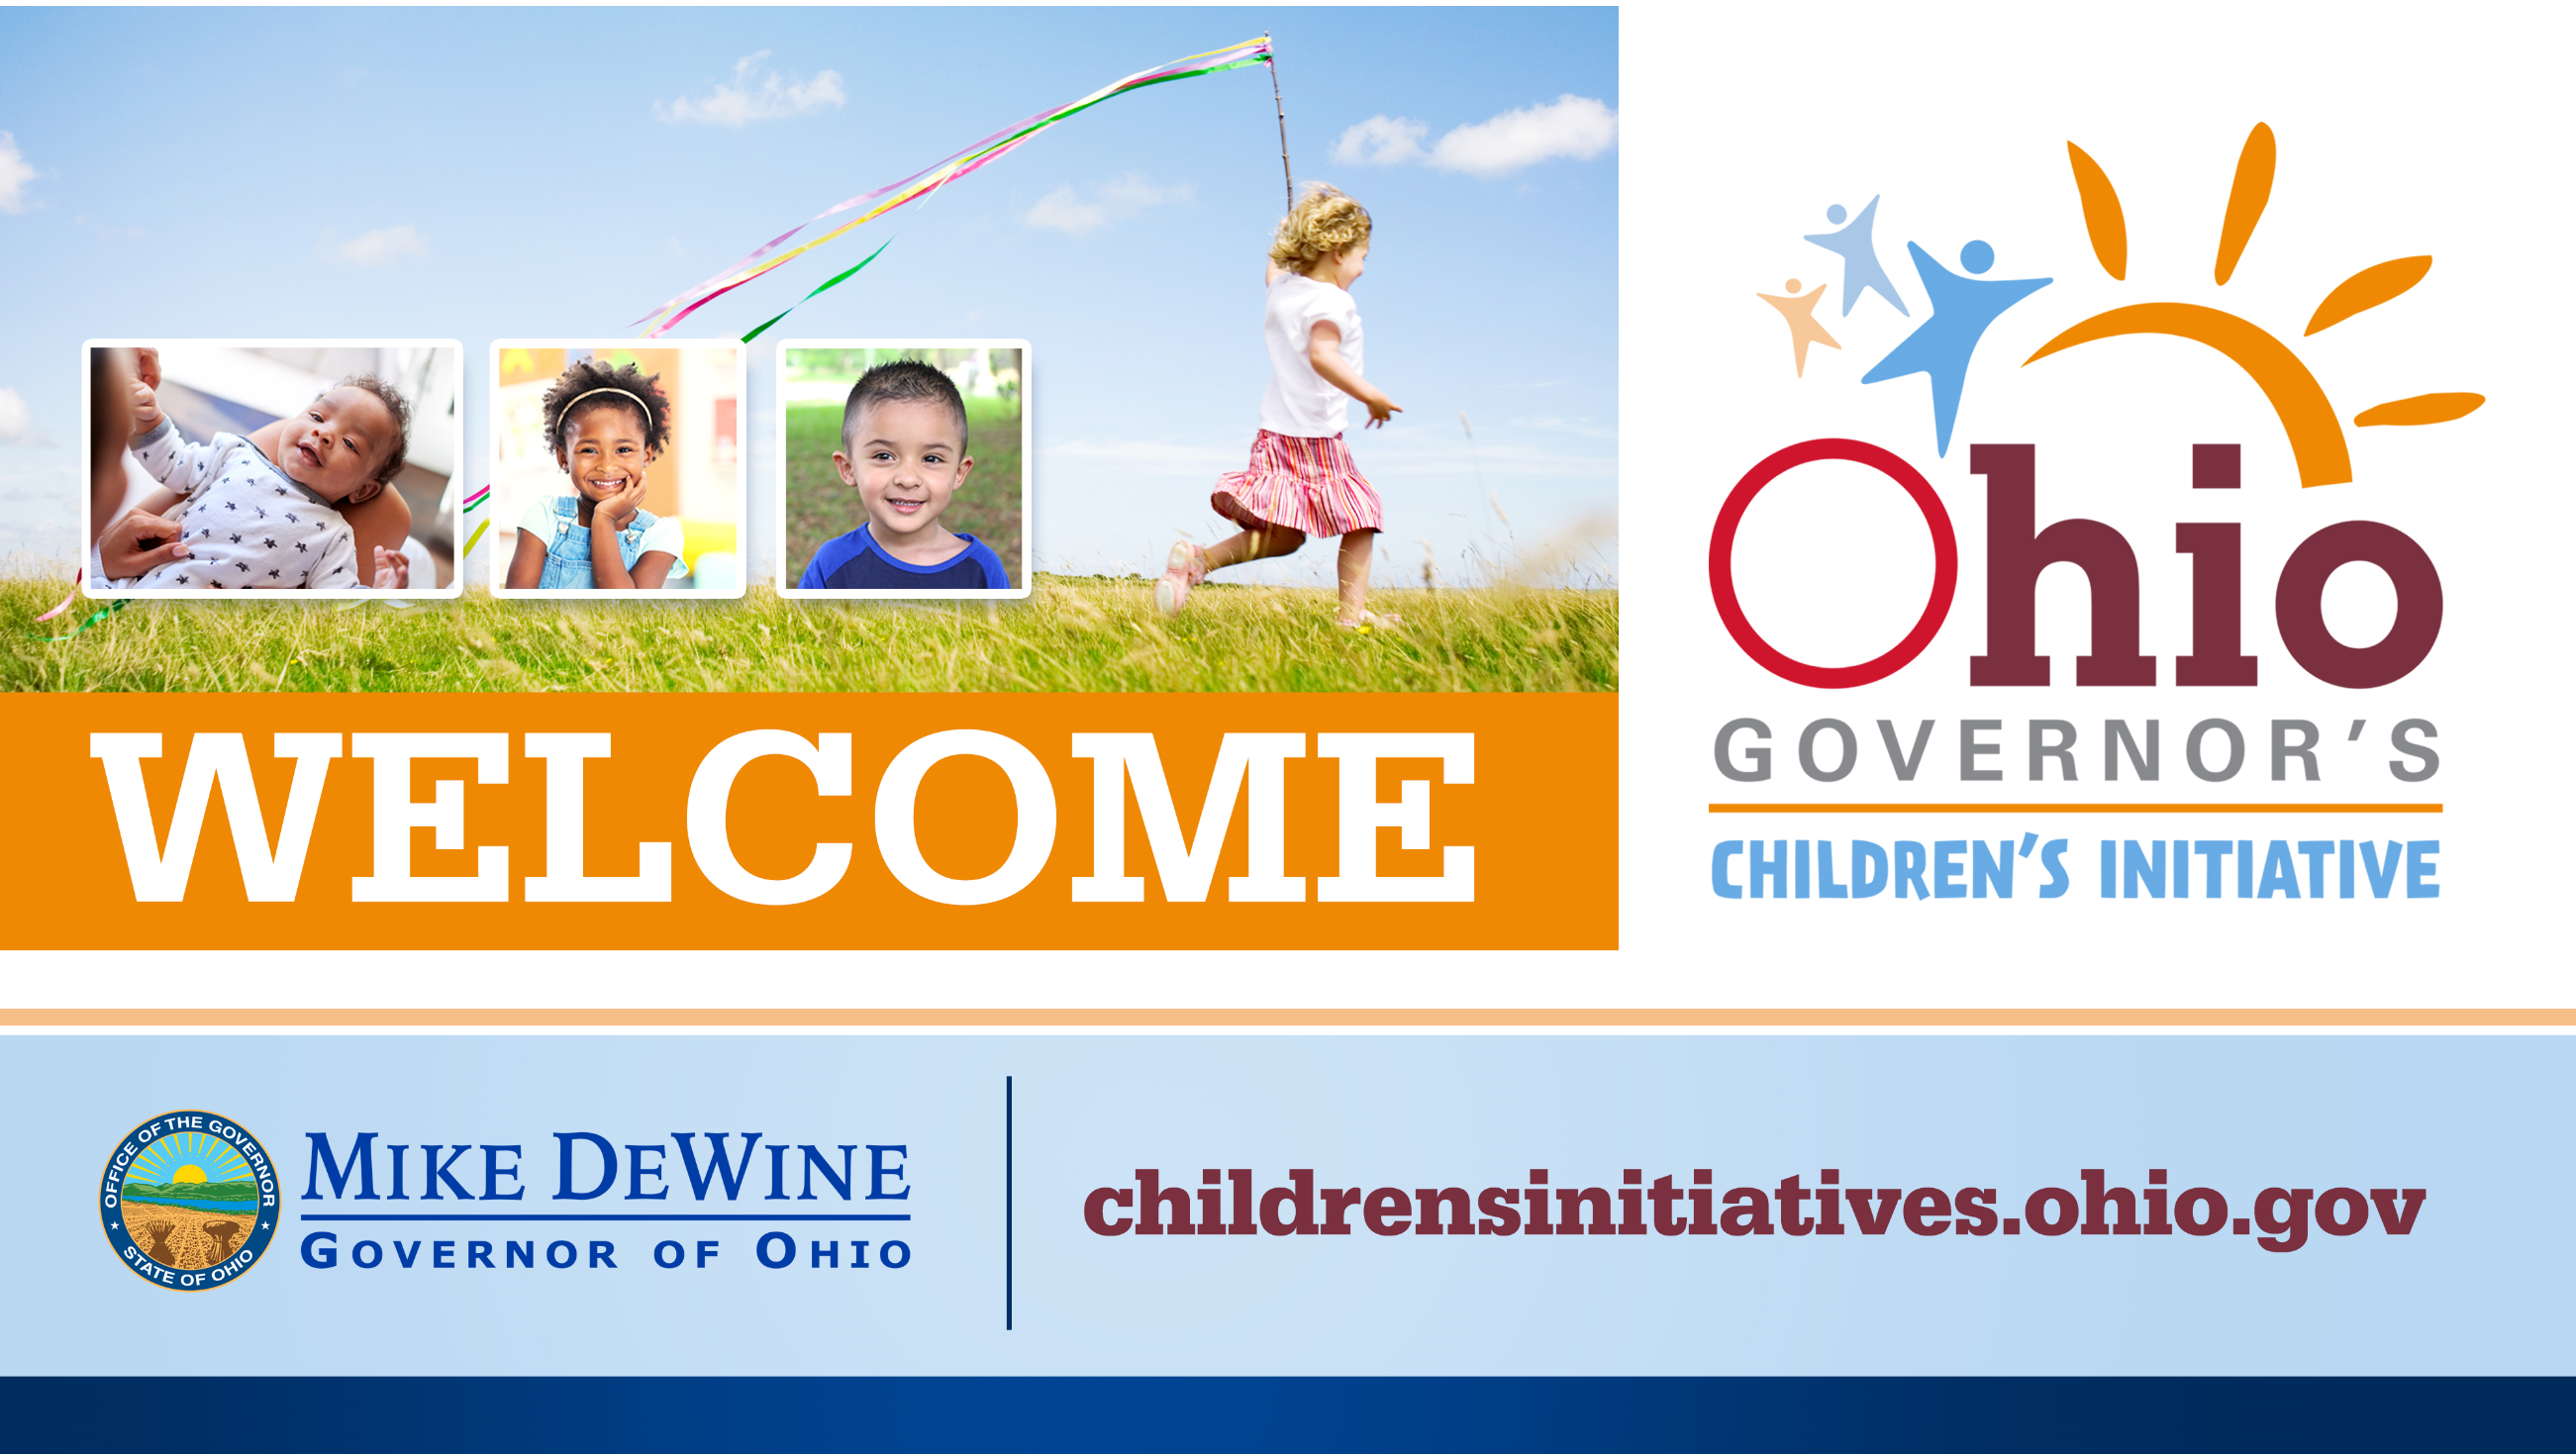 WELCOME
Ohio
GOVERNOR'S
CHILDREN'S INITIATIVE
OFFICE OF THE GOVERNOR
STATE OF OHIO
MIKE DEWINE
GOVERNOR OF OHIO
childrensinitiatives.ohio.gov